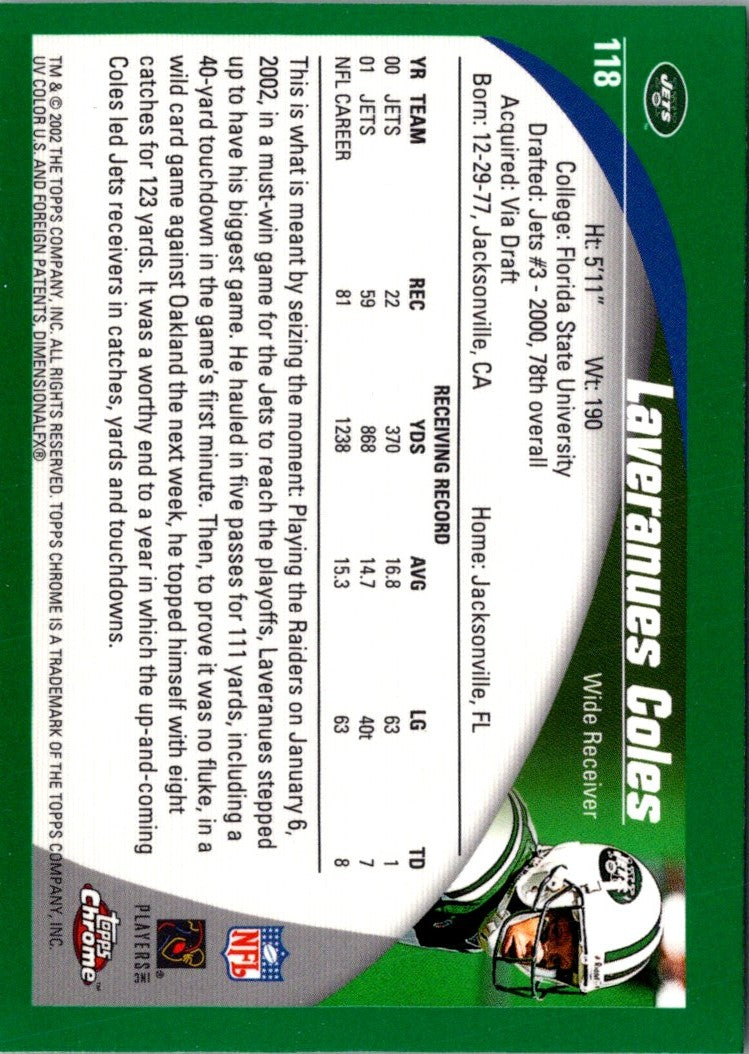 JETS
118
Laveranues Coles
Wide Receiver
Ht: 5'11" Wt: 190
College: Florida State University
Drafted: Jets #3 - 2000, 78th overall
Acquired: Via Draft
Born: 12-29-77, Jacksonville, CA Home: Jacksonville, FL
RECEIVING RECORD
YR TEAM REC YDS AVG LG TD
00 JETS 22 370 16.8 63 1
01 JETS 59 868 14.7 40t 7
NFL CAREER 81 1238 15.3 63 8
This is what is meant by seizing the moment: Playing the Raiders on January 6,
2002, in a must-win game for the Jets to reach the playoffs, Laveranues stepped
up to have his biggest game. He hauled in five passes for 111 yards, including a
40-yard touchdown in the game's first minute. Then, to prove it was no fluke, in a
wild card game against Oakland the next week, he topped himself with eight
catches for 123 yards. It was a worthy end to a year in which the up-and-coming
Coles led Jets receivers in catches, yards and touchdowns.
NFL
PLAYERS INC
topps
Chrome™
TM & © 2002 THE TOPPS COMPANY, INC. ALL RIGHTS RESERVED. TOPPS CHROME IS A TRADEMARK OF THE TOPPS COMPANY, INC.
UV COLOR U.S. AND FOREIGN PATENTS, DIMENSIONALFX®